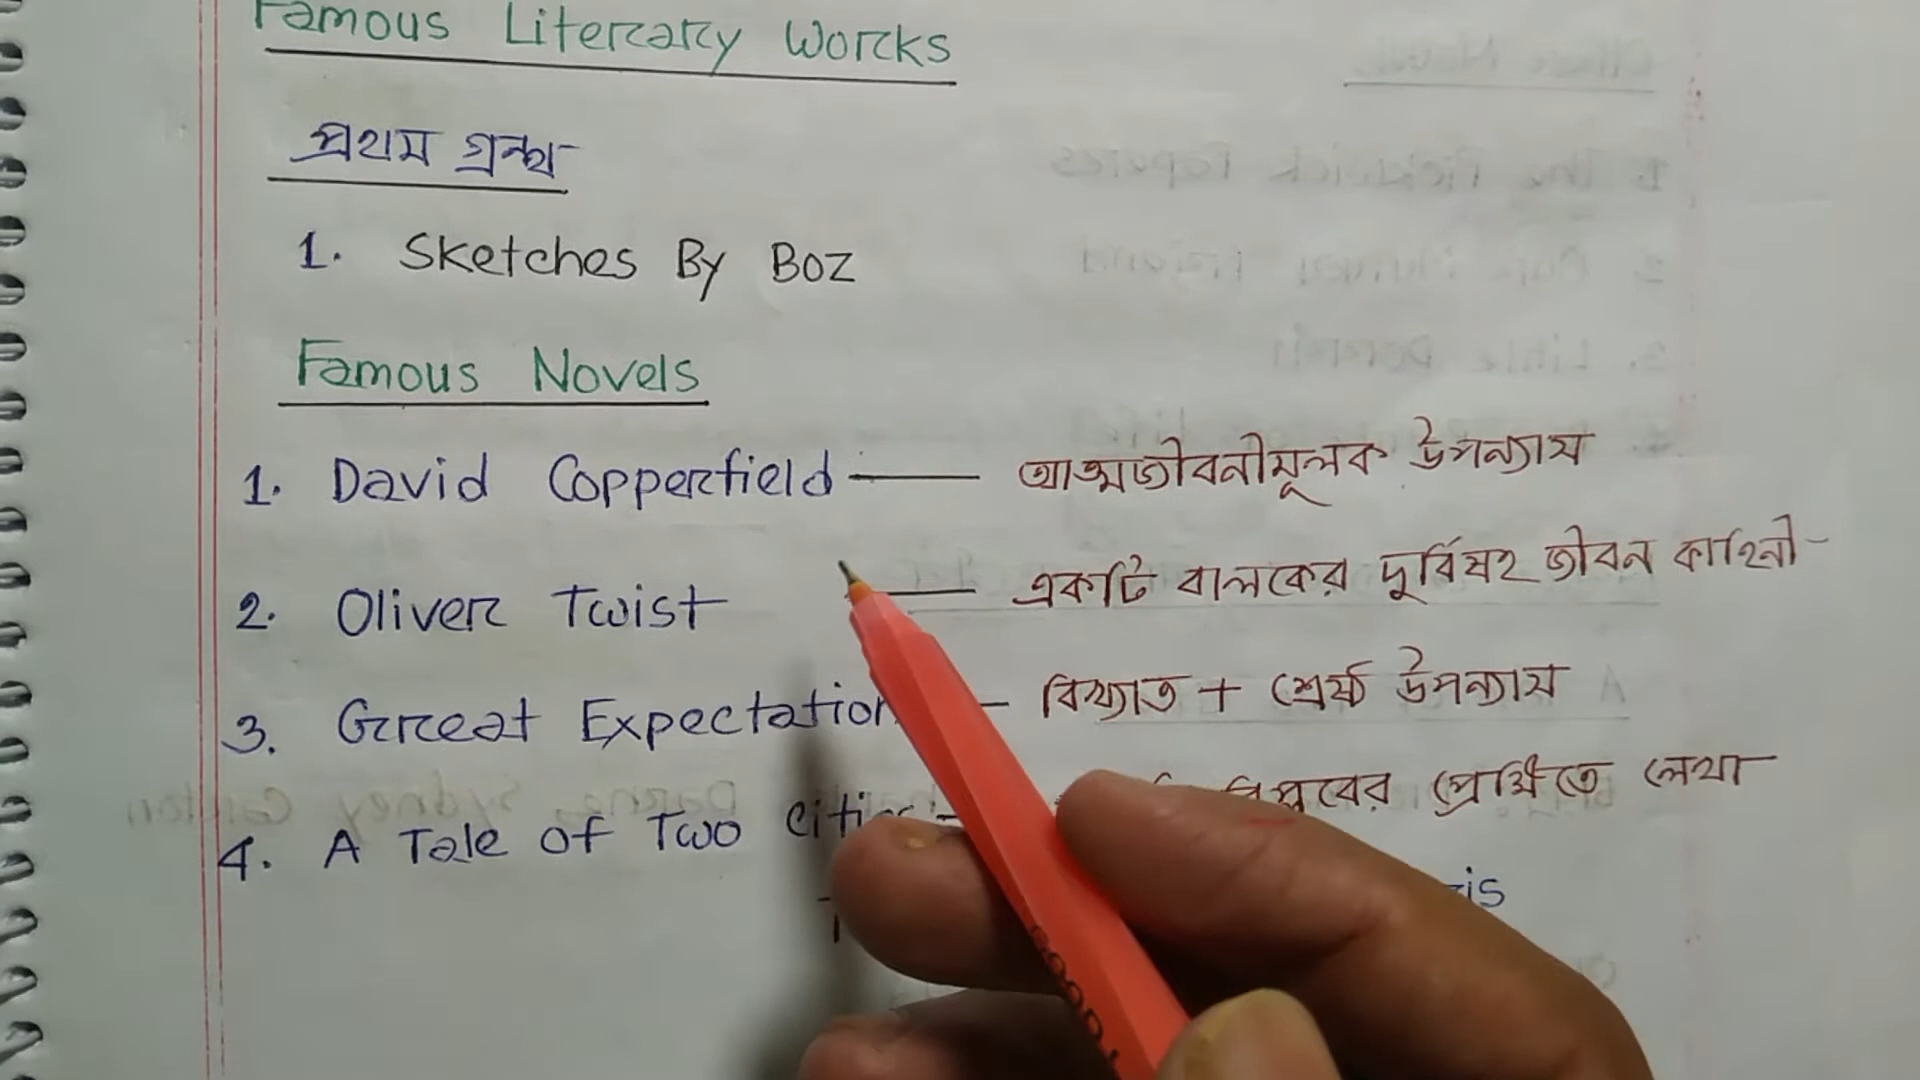 Famous Literary Works
প্রথম গ্রন্থ
1. Sketches By Boz
Famous Novels
1. David Copperfield — আত্মজীবনীমূলক উপন্যাস
2. Oliver Twist — একটি বালকের দুর্বিষহ জীবন কাহিনী
3. Great Expectation — বিখ্যাত + শ্রেষ্ঠ উপন্যাস
4. A Tale of Two Citi প্রেক্ষিতে লেখা